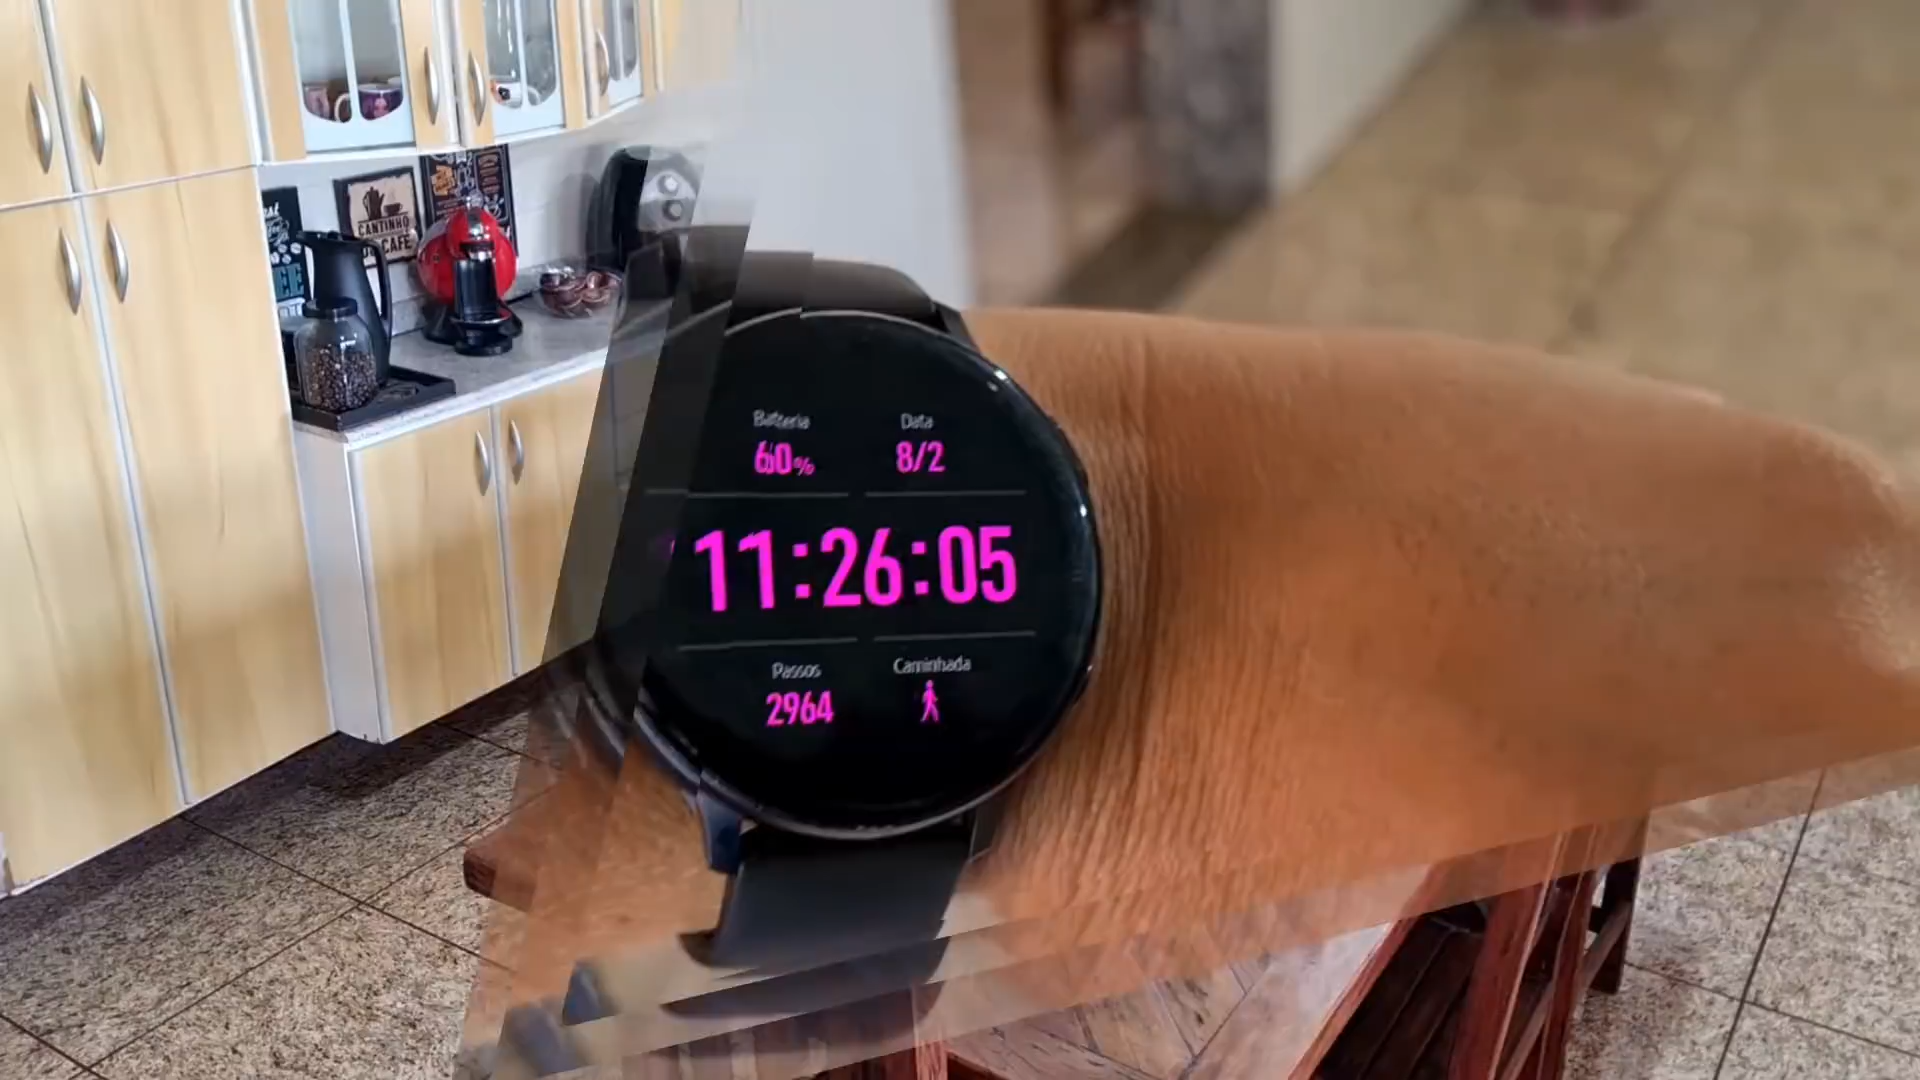 CANTINHO
CAFÉ
Bateria
Data
60%
8/2
11:26:05
Passos
Caminhada
2964